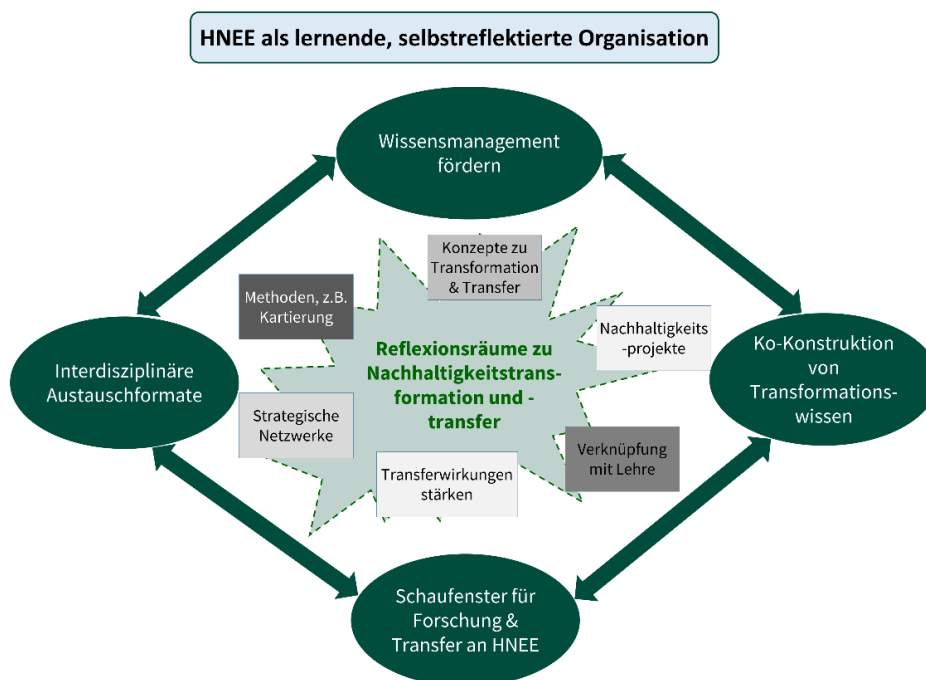 HNEE als lernende, selbstreflektierte Organisation
Wissensmanagement
fördern
Konzepte zu
Transformation
& Transfer
Methoden, z.B.
Kartierung
Nachhaltigkeits
-projekte
Reflexionsräume zu
Nachhaltigkeitstrans-
formation und -
transfer
Interdisziplinäre
Austauschformate
Ko-Konstruktion
von
Transformations-
wissen
Strategische
Netzwerke
Verknüpfung
mit Lehre
Transferwirkungen
stärken
Schaufenster für
Forschung &
Transfer an HNEE